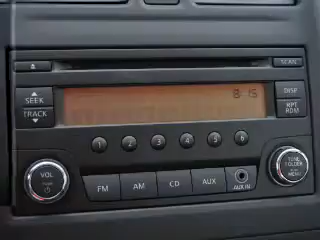 SCAN
8:15
SEEK
TRACK
DISP
RPT
RDM
1 2 3 4 5 6
VOL
FM AM CD AUX
AUX IN
TUNE
FOLDER
MENU